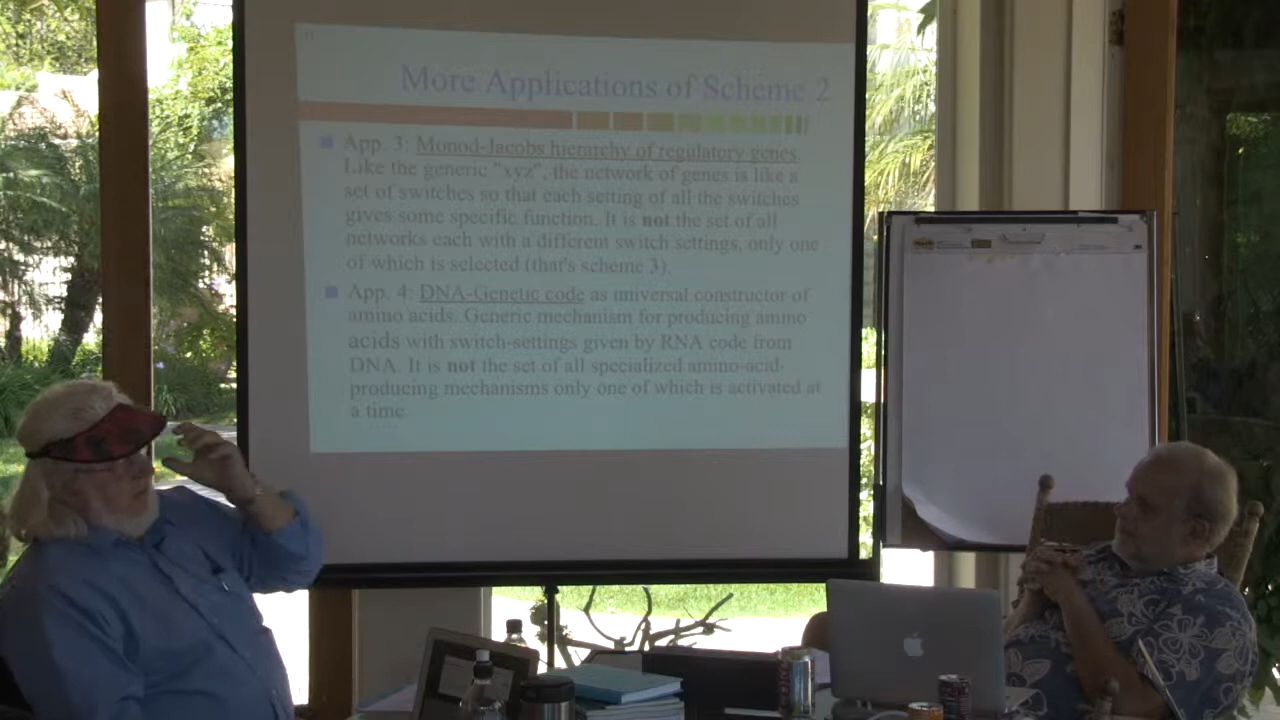 More Applications of Scheme 2
App. 3: Monod-Jacobs hierarchy of regulatory genes.
Like the generic "xyz", the network of genes is like a
set of switches so that each setting of all the switches
gives some specific function. It is not the set of all
networks each with a different switch settings, only one
of which is selected (that's scheme 3).
App. 4: DNA-Genetic code as universal constructor of
amino acids. Generic mechanism for producing amino
acids with switch-settings given by RNA code from
DNA. It is not the set of all specialized amino-acid-
producing mechanisms only one of which is activated at
a time.